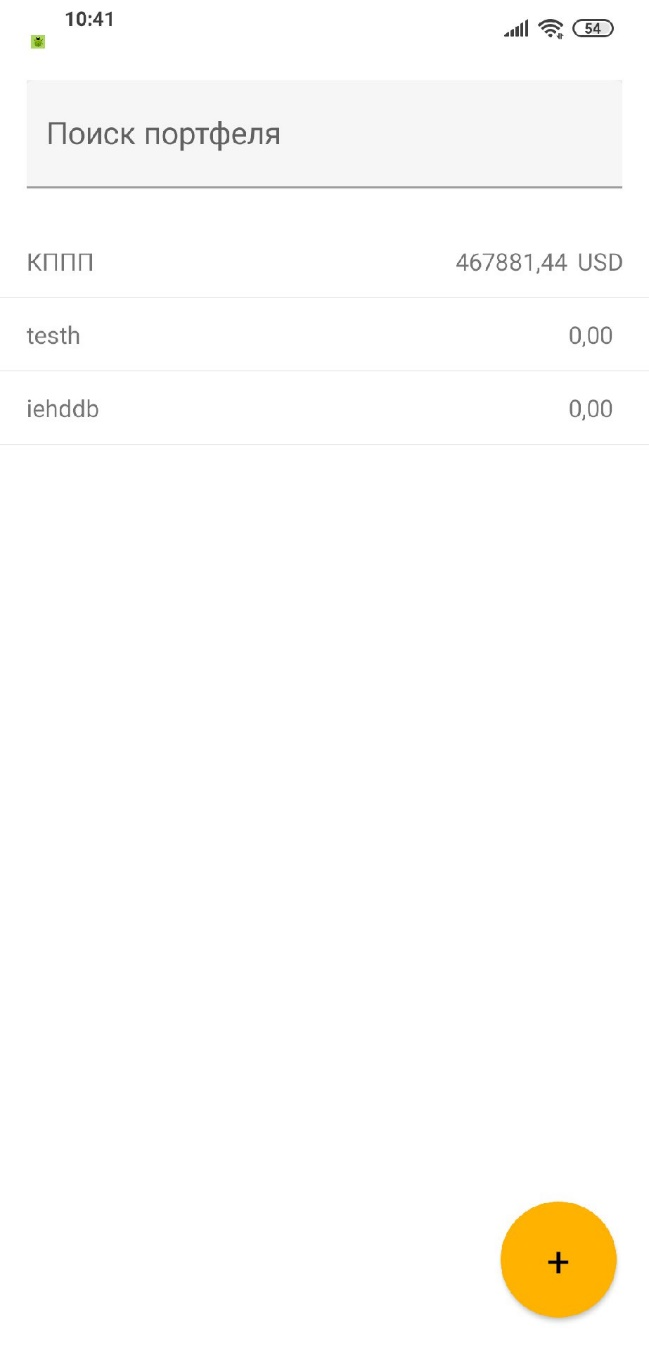 10:41
54
Поиск портфеля
КППП 467881,44 USD
testh 0,00
iehddb 0,00
+